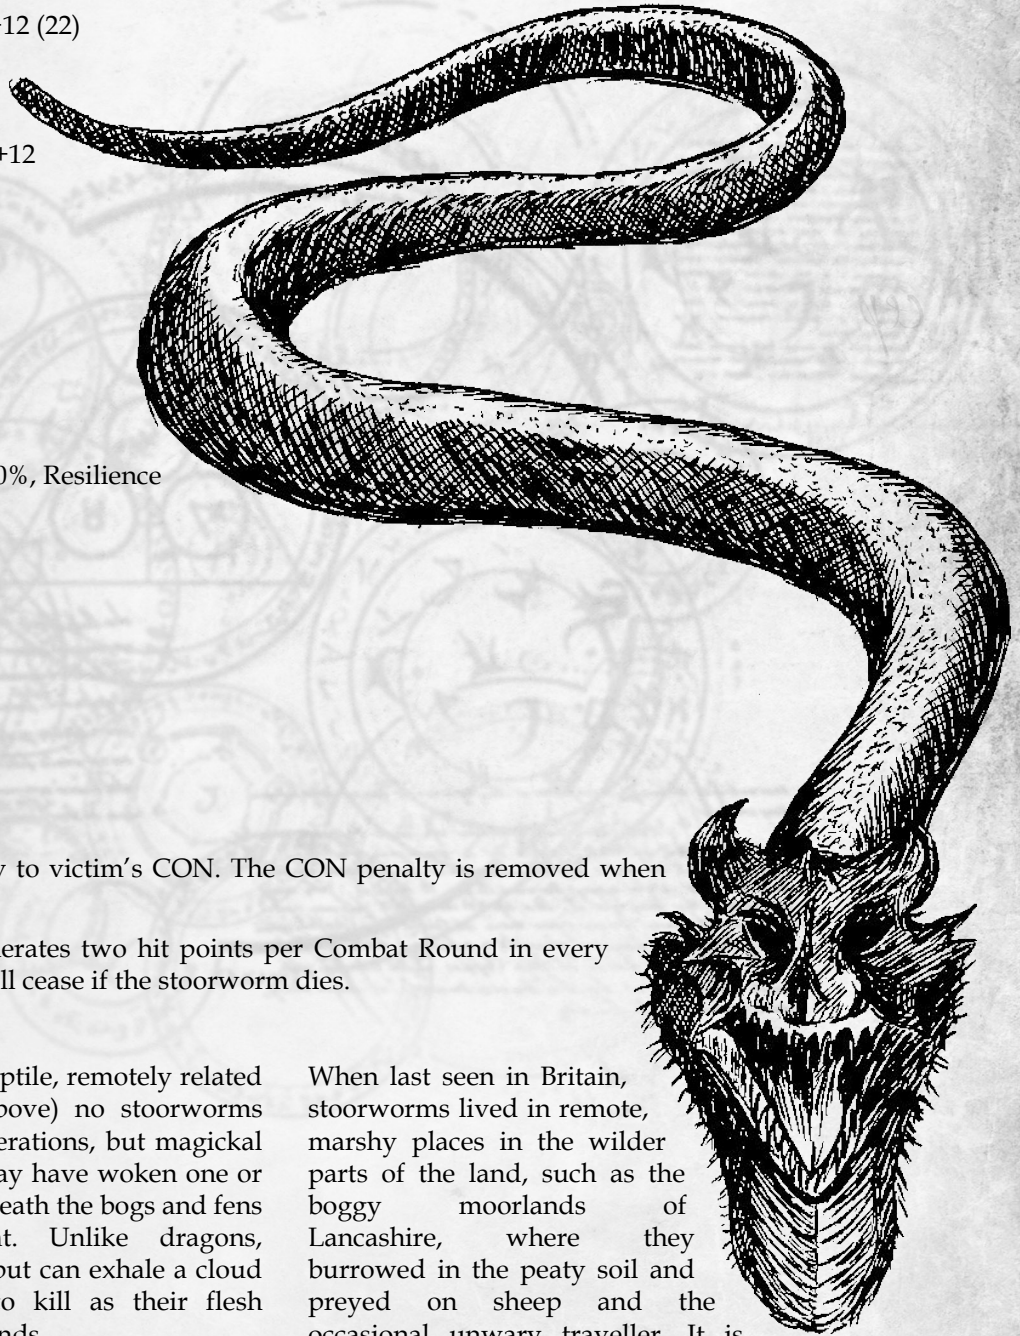 +12 (22)
+12
0%, Resilience
y to victim's CON. The CON penalty is removed when
nerates two hit points per Combat Round in every
ll cease if the stoorworm dies.
ptile, remotely related
bove) no stoorworms
erations, but magickal
ay have woken one or
eath the bogs and fens
t. Unlike dragons,
but can exhale a cloud
o kill as their flesh
nds.
When last seen in Britain,
stoorworms lived in remote,
marshy places in the wilder
parts of the land, such as the
boggy moorlands of
Lancashire, where they
burrowed in the peaty soil and
preyed on sheep and the
occasional unwary traveller. It is